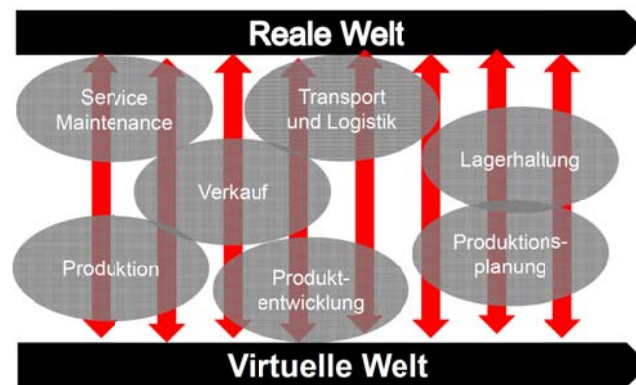 Reale Welt
Service
Maintenance
Transport
und Logistik
Lagerhaltung
Verkauf
Produktion
Produkt-
entwicklung
Produktions-
planung
Virtuelle Welt